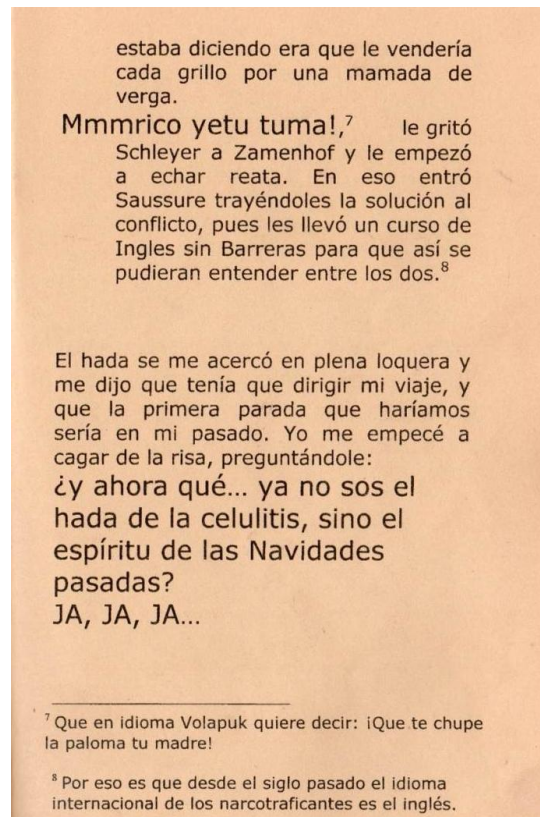 estaba diciendo era que le vendería
cada grillo por una mamada de
verga.
Mmmrico yetu tuma!,⁷ le gritó
Schleyer a Zamenhof y le empezó
a echar reata. En eso entró
Saussure trayéndoles la solución al
conflicto, pues les llevó un curso de
Ingles sin Barreras para que así se
pudieran entender entre los dos.⁸
El hada se me acercó en plena loquera y
me dijo que tenía que dirigir mi viaje, y
que la primera parada que haríamos
sería en mi pasado. Yo me empecé a
cagar de la risa, preguntándole:
¿y ahora qué... ya no sos el
hada de la celulitis, sino el
espíritu de las Navidades
pasadas?
JA, JA, JA...
⁷ Que en idioma Volapuk quiere decir: ¡Que te chupe
la paloma tu madre!
⁸ Por eso es que desde el siglo pasado el idioma
internacional de los narcotraficantes es el inglés.